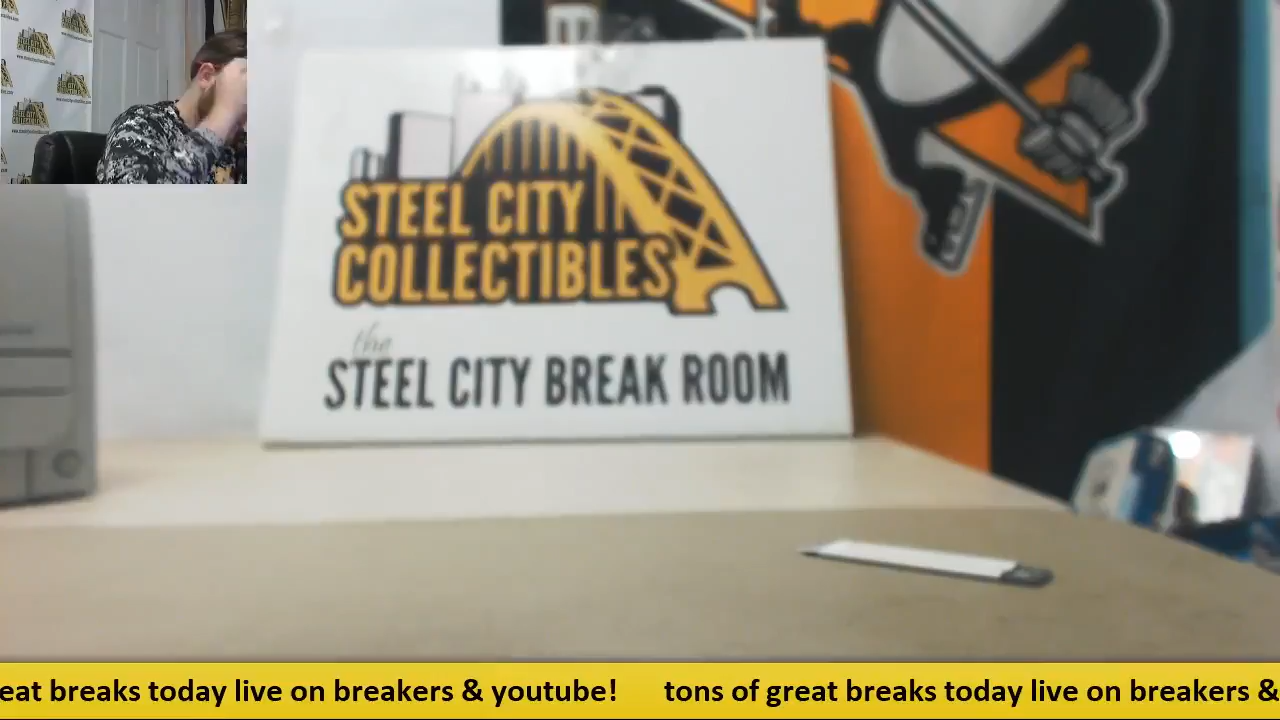 STEEL CITY
COLLECTIBLES
the
STEEL CITY BREAK ROOM
eat breaks today live on breakers & youtube! tons of great breaks today live on breakers &